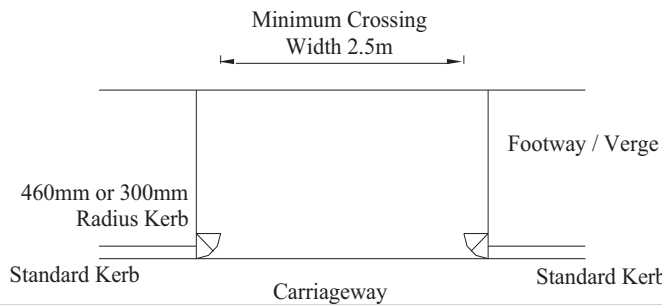 Minimum Crossing
Width 2.5m
Footway / Verge
460mm or 300mm
Radius Kerb
Standard Kerb
Standard Kerb
Carriageway